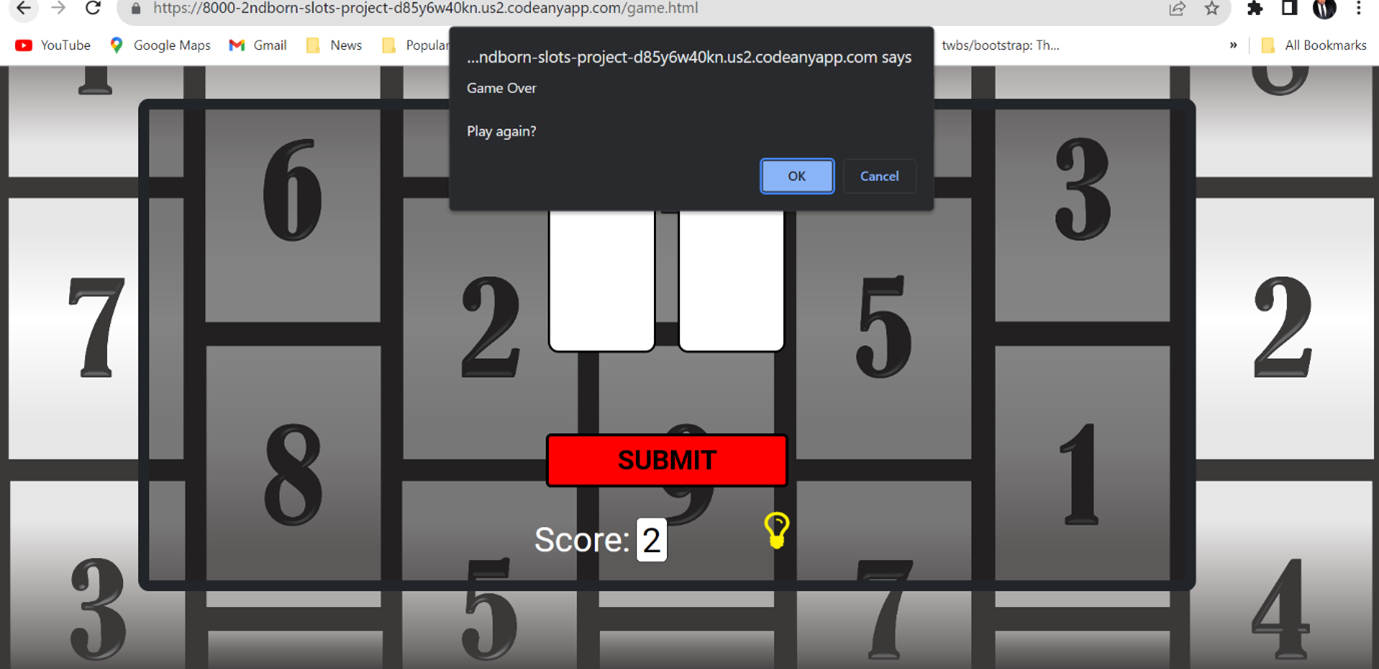 https://8000-2ndborn-slots-project-d85y6w40kn.us2.codeanyapp.com/game.html
YouTube Google Maps Gmail News Popular twbs/bootstrap: Th... » All Bookmarks
...ndborn-slots-project-d85y6w40kn.us2.codeanyapp.com says
Game Over
Play again?
OK Cancel
1
6 3
7 2 5 2
8 9 1
SUBMIT
Score: 2
3 5 7 4